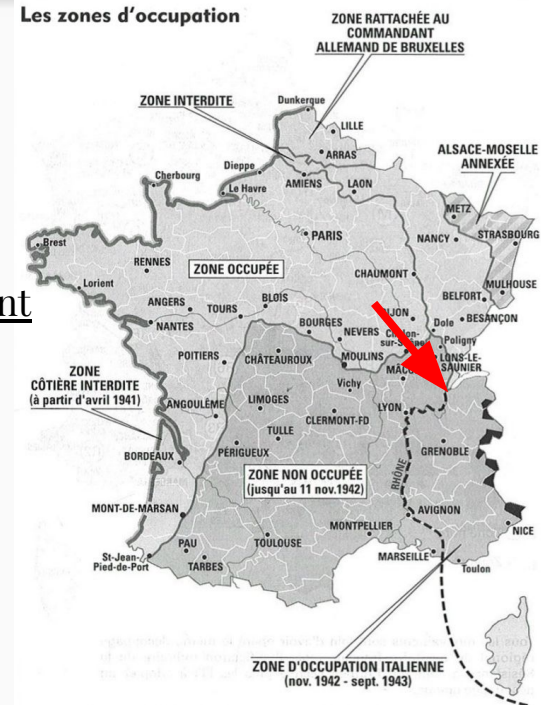 Les zones d'occupation
ZONE RATTACHÉE AU
COMMANDANT
ALLEMAND DE BRUXELLES
ZONE INTERDITE
Dunkerque
LILLE
ARRAS
ALSACE-MOSELLE
ANNEXÉE
Dieppe
Cherbourg
Le Havre
AMIENS
LAON
METZ
STRASBOURG
NANCY
PARIS
Brest
RENNES
ZONE OCCUPÉE
CHAUMONT
Lorient
MULHOUSE
BELFORT
nt
ANGERS
TOURS
BLOIS
BESANÇON
Dole
NANTES
BOURGES
NEVERS
Poligny
POITIERS
CHÂTEAUROUX
MOULINS
LONS-LE-
SAUNIER
ZONE
CÔTIÈRE INTERDITE
(à partir d'avril 1941)
Vichy
ANGOULÊME
LIMOGES
LYON
CLERMONT-FD
TULLE
GRENOBLE
BORDEAUX
PÉRIGUEUX
ZONE NON OCCUPÉE
(jusqu'au 11 nov.1942)
RHÔNE
MONT-DE-MARSAN
AVIGNON
MONTPELLIER
NICE
St-Jean-
Pied-de-Port
PAU
TARBES
TOULOUSE
MARSEILLE
Toulon
ZONE D'OCCUPATION ITALIENNE
(nov. 1942 - sept. 1943)